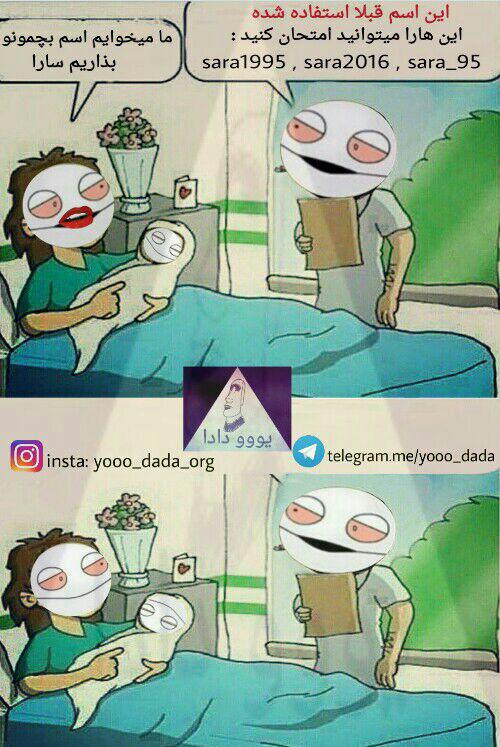 ما میخوایم اسم بچمونو
بذاریم سارا
این اسم قبلا استفاده شده
این هارا میتوانید امتحان کنید :
sara1995 , sara2016 , sara_95
یووو دادا
insta: yooo_dada_org
telegram.me/yooo_dada